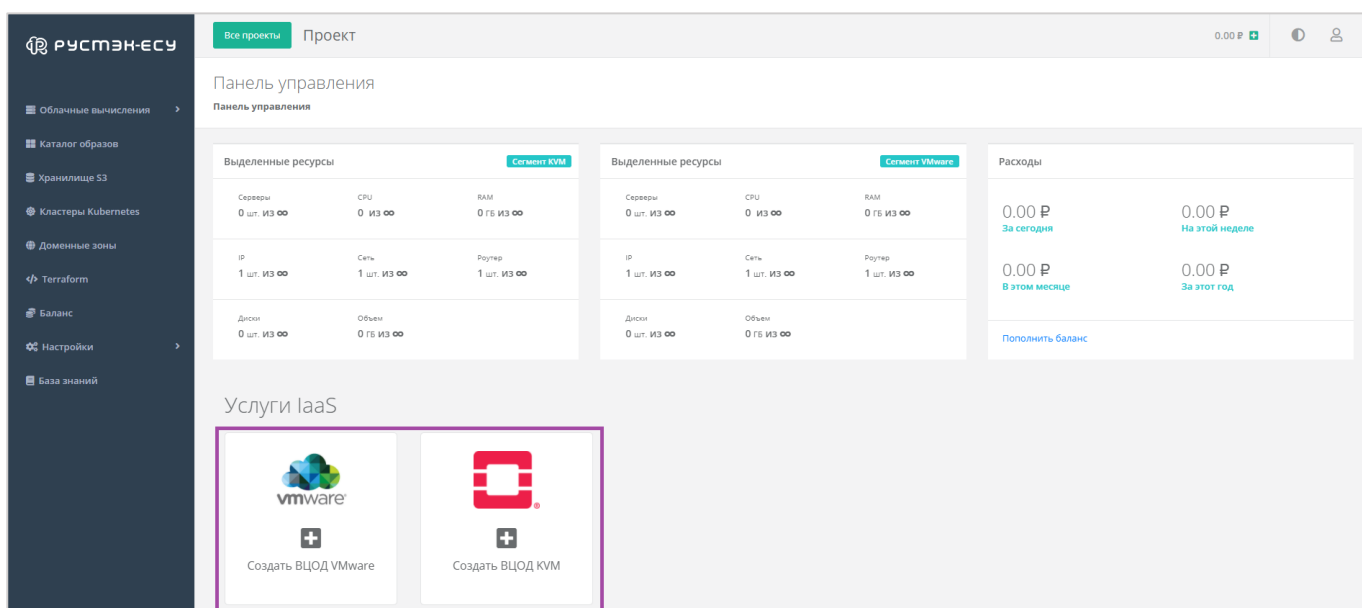 РУСТЭК-ЕСУ
Все проекты
Проект
0.00 ₽
Облачные вычисления
Каталог образов
Хранилище S3
Кластеры Kubernetes
Доменные зоны
Terraform
Баланс
Настройки
База знаний
Панель управления
Панель управления
Выделенные ресурсы Сегмент KVM
Серверы CPU RAM
0 шт. из ∞ 0 из ∞ 0 ГБ из ∞
IP Сеть Роутер
1 шт. из ∞ 1 шт. из ∞ 1 шт. из ∞
Диски Объем
0 шт. из ∞ 0 ГБ из ∞
Выделенные ресурсы Сегмент VMware
Серверы CPU RAM
0 шт. из ∞ 0 из ∞ 0 ГБ из ∞
IP Сеть Роутер
1 шт. из ∞ 1 шт. из ∞ 1 шт. из ∞
Диски Объем
0 шт. из ∞ 0 ГБ из ∞
Расходы
0.00 ₽ 0.00 ₽
За сегодня На этой неделе
0.00 ₽ 0.00 ₽
В этом месяце За этот год
Пополнить баланс
Услуги IaaS
vmware
Создать ВЦОД VMware
Создать ВЦОД KVM